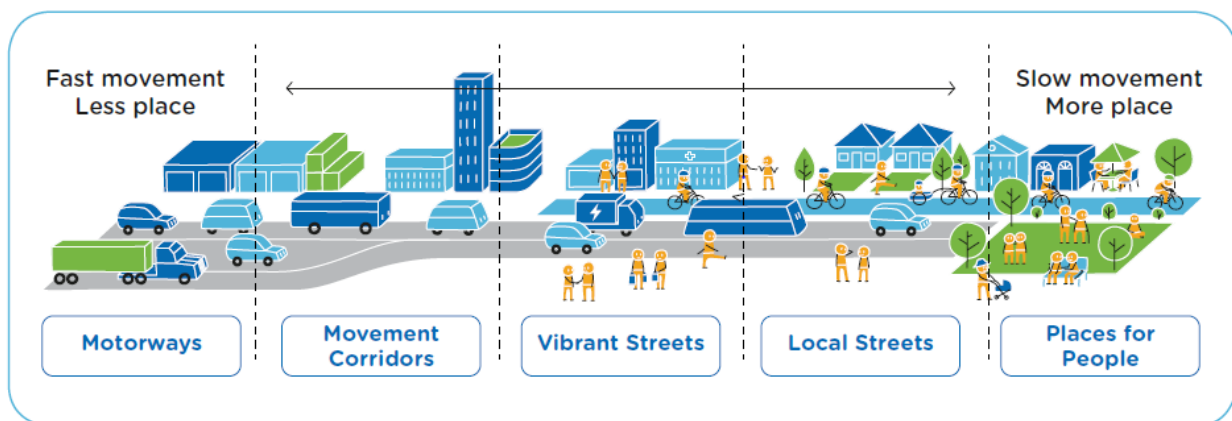 Fast movement
Less place
Slow movement
More place
Motorways
Movement
Corridors
Vibrant Streets
Local Streets
Places for
People